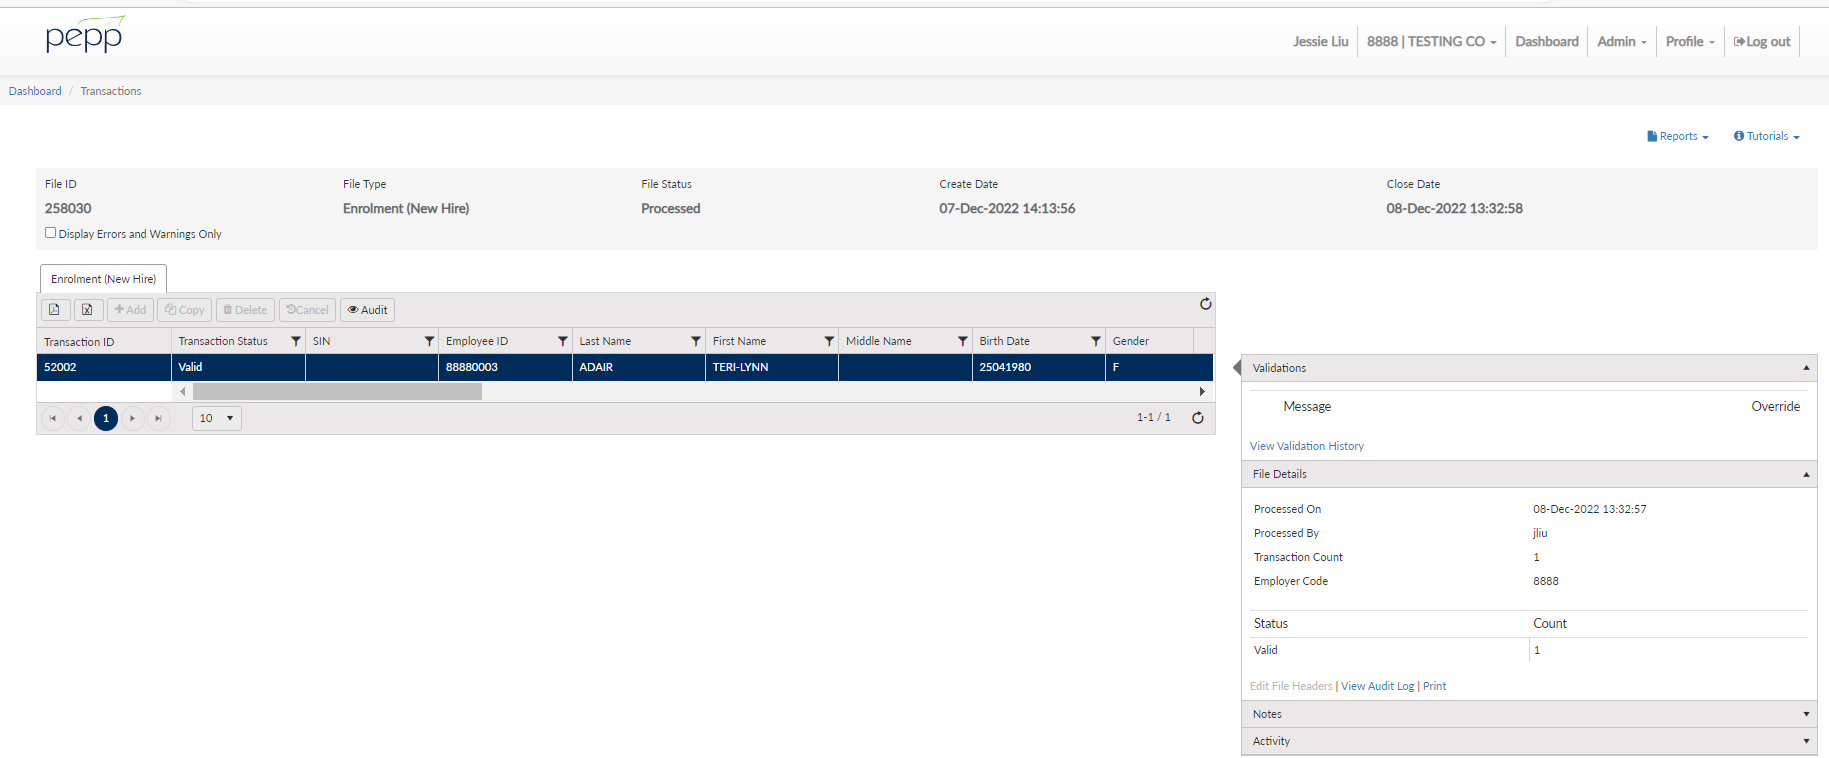 pepp
Jessie Liu 8888 | TESTING CO Dashboard Admin Profile Log out
Dashboard / Transactions
Reports Tutorials
File ID File Type File Status Create Date Close Date
258030 Enrolment (New Hire) Processed 07-Dec-2022 14:13:56 08-Dec-2022 13:32:58
Display Errors and Warnings Only
Enrolment (New Hire)
Add Copy Delete Cancel Audit
Transaction ID Transaction Status SIN Employee ID Last Name First Name Middle Name Birth Date Gender
52002 Valid 88880003 ADAIR TERI-LYNN 25041980 F
1 10 1-1 / 1
Validations
Message Override
View Validation History
File Details
Processed On 08-Dec-2022 13:32:57
Processed By jliu
Transaction Count 1
Employer Code 8888
Status Count
Valid 1
Edit File Headers | View Audit Log | Print
Notes
Activity